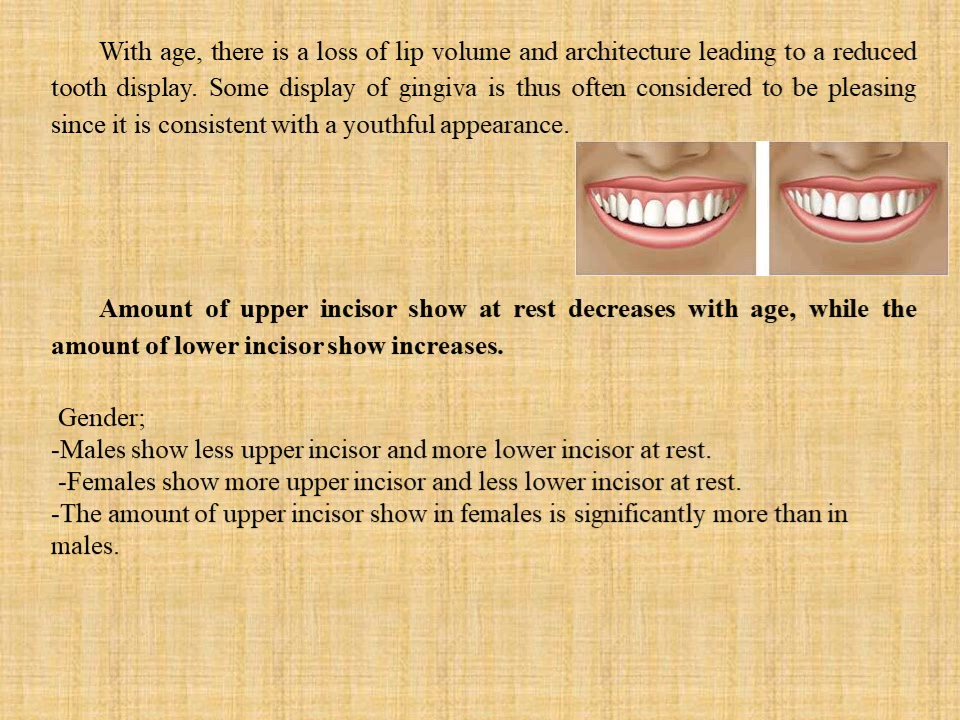 With age, there is a loss of lip volume and architecture leading to a reduced
tooth display. Some display of gingiva is thus often considered to be pleasing
since it is consistent with a youthful appearance.
Amount of upper incisor show at rest decreases with age, while the
amount of lower incisor show increases.
Gender;
-Males show less upper incisor and more lower incisor at rest.
-Females show more upper incisor and less lower incisor at rest.
-The amount of upper incisor show in females is significantly more than in
males.